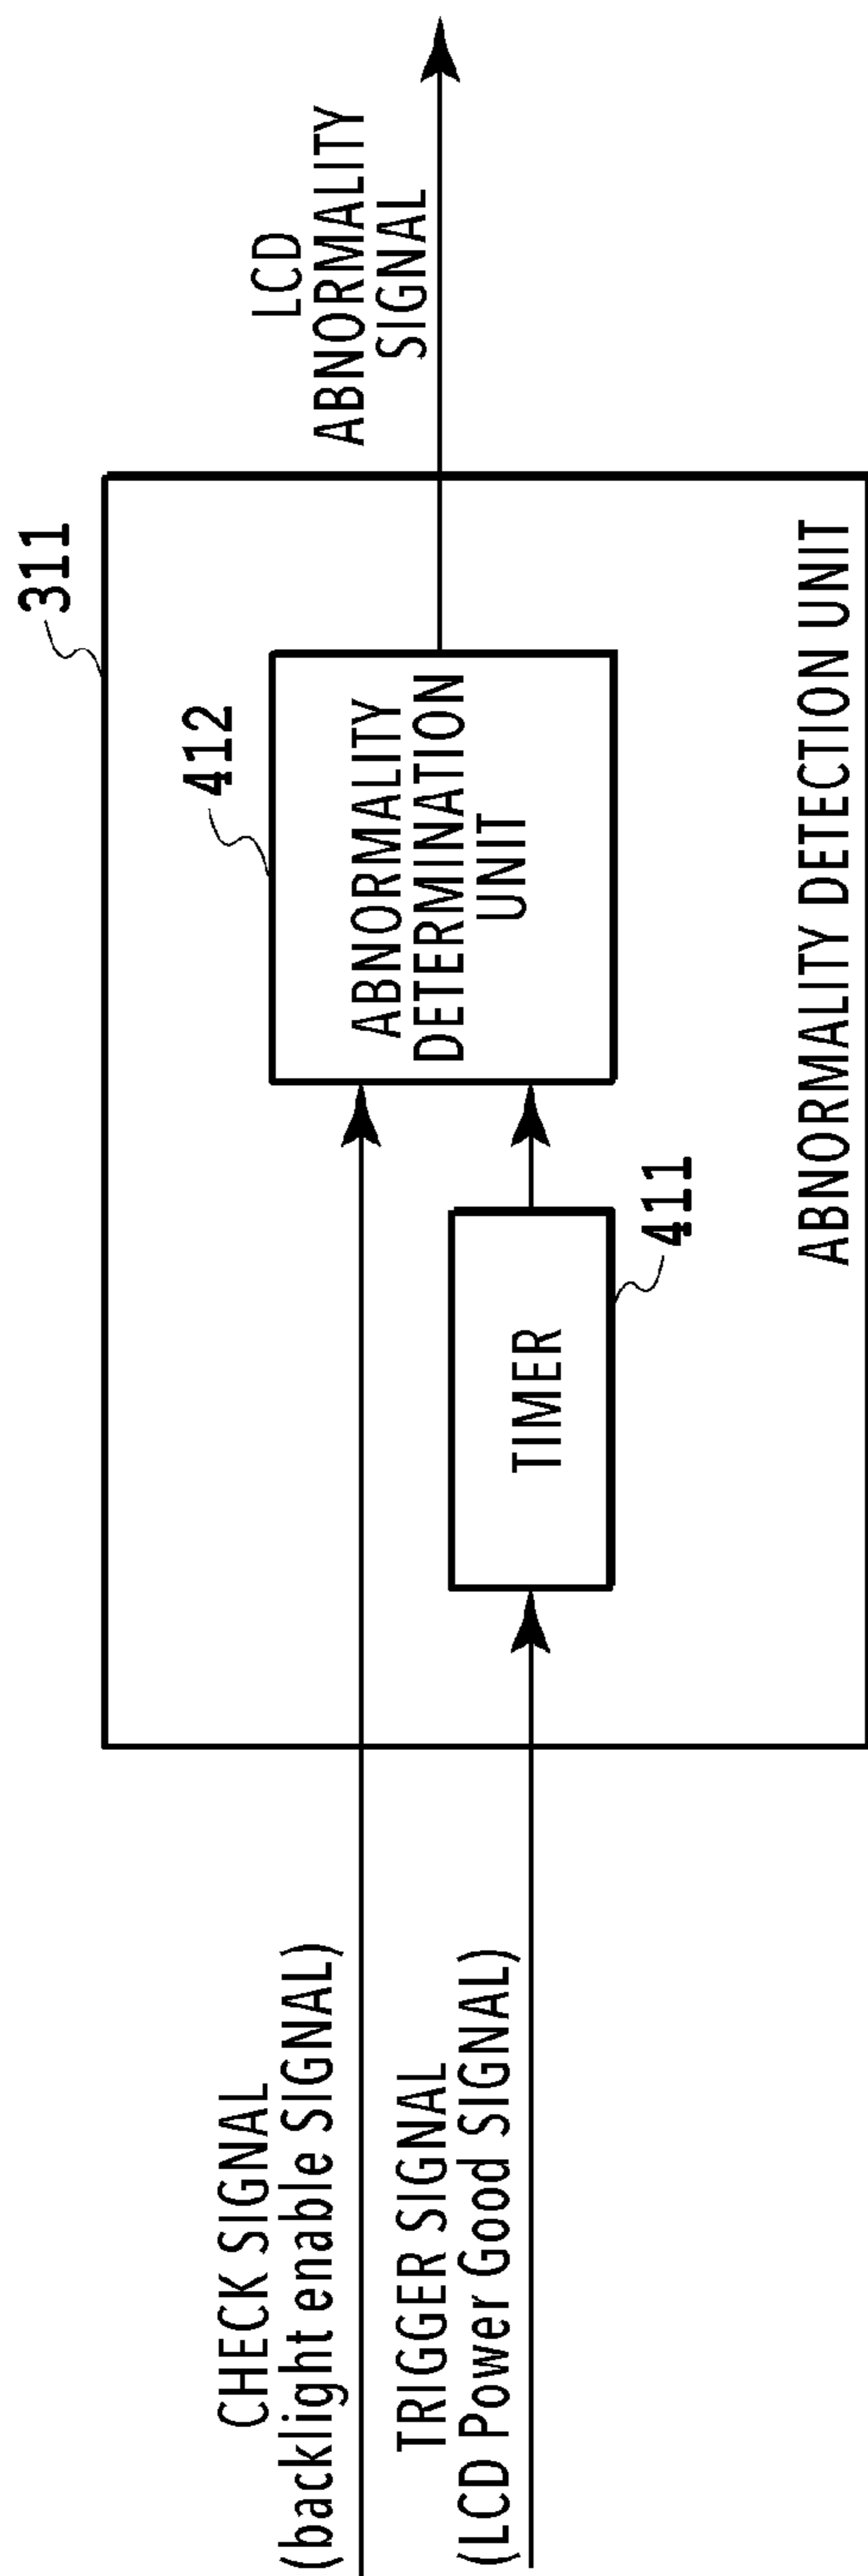 CHECK SIGNAL
(backlight enable SIGNAL)
TRIGGER SIGNAL
(LCD Power Good SIGNAL)
311
412
ABNORMALITY
DETERMINATION
UNIT
TIMER
411
ABNORMALITY DETECTION UNIT
LCD
ABNORMALITY
SIGNAL